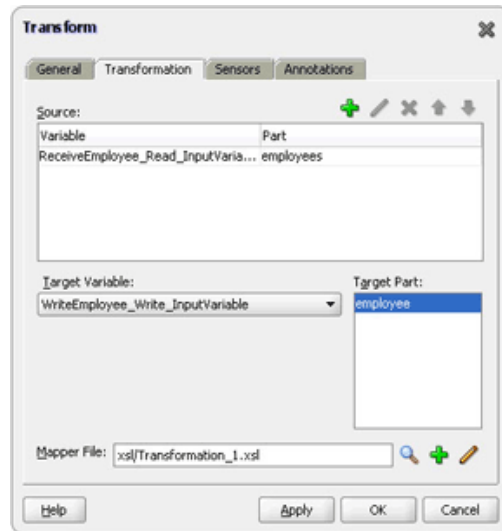 Transform
General Transformation Sensors Annotations
Source:
Variable Part
ReceiveEmployee_Read_InputVaria... employees
Target Variable: Target Part:
WriteEmployee_Write_InputVariable employee
Mapper File: xsl/Transformation_1.xsl
Help Apply OK Cancel